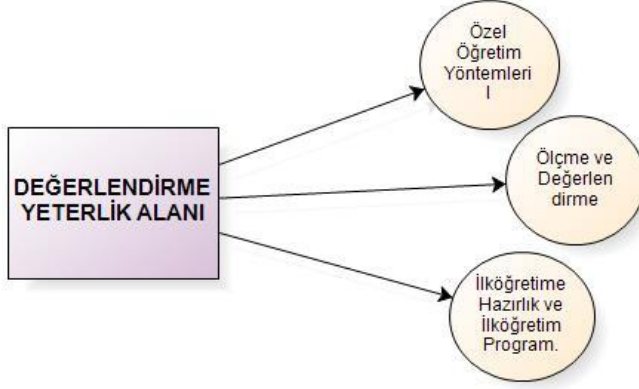 DEĞERLENDİRME
YETERLİK ALANI
Özel
Öğretim
Yöntemleri
I
Ölçme ve
Değerlen
dirme
İlköğretime
Hazırlık ve
İlköğretim
Program.